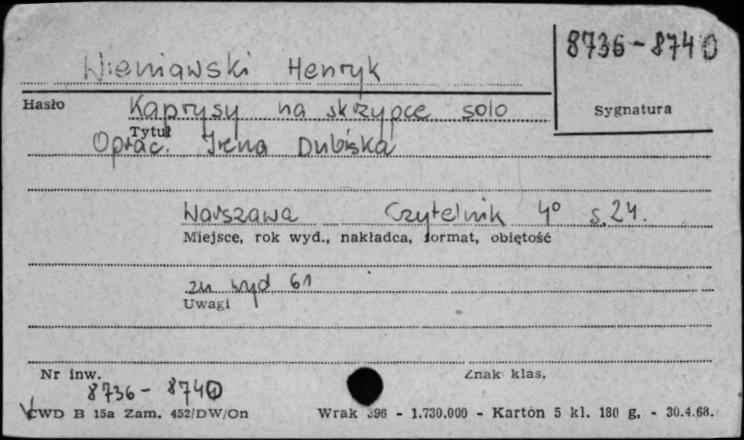 8736-8740
Wieniawski Henryk
Hasło
Sygnatura
Kaprysy na skrzypce solo
Tytuł
Oprac. Irena Dubiska
Warszawa Czytelnik 4° s. 24.
Miejsce, rok wyd., nakładca, format, objętość
zn wyd 61
Uwagi
Nr inw.
Znak klas.
8736-8740
CWD B 15a Zam. 452/DW/On Wrak 396 - 1.730.000 - Karton 5 kl. 180 g, - 30.4.68.